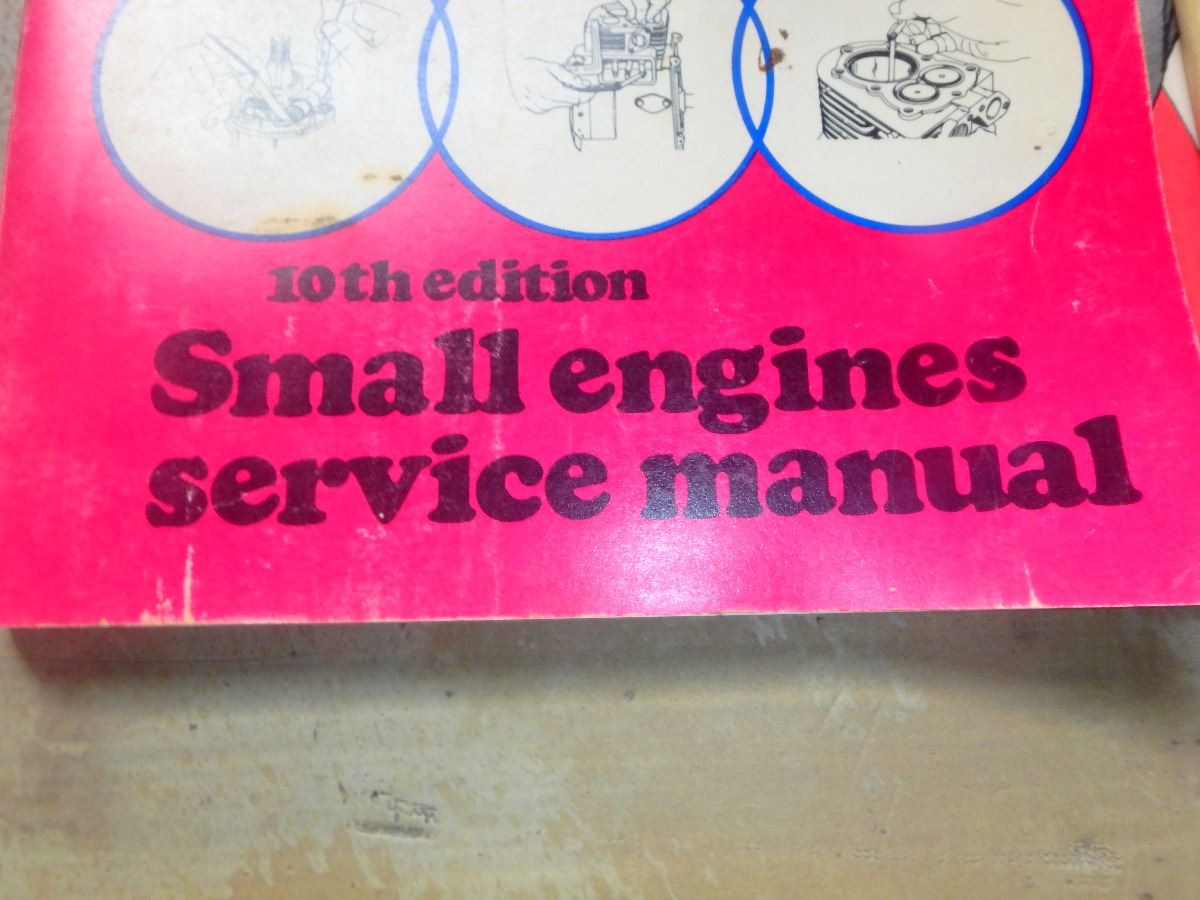 10th edition
Small engines
service manual